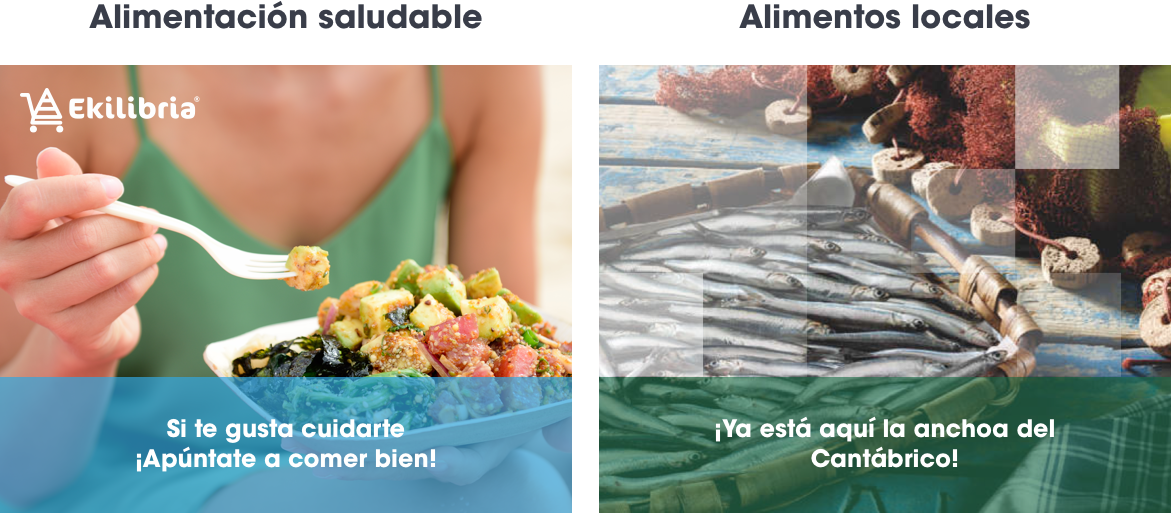 Alimentación saludable
Alimentos locales
Ekilibria®
Si te gusta cuidarte
¡Apúntate a comer bien!
¡Ya está aquí la anchoa del
Cantábrico!